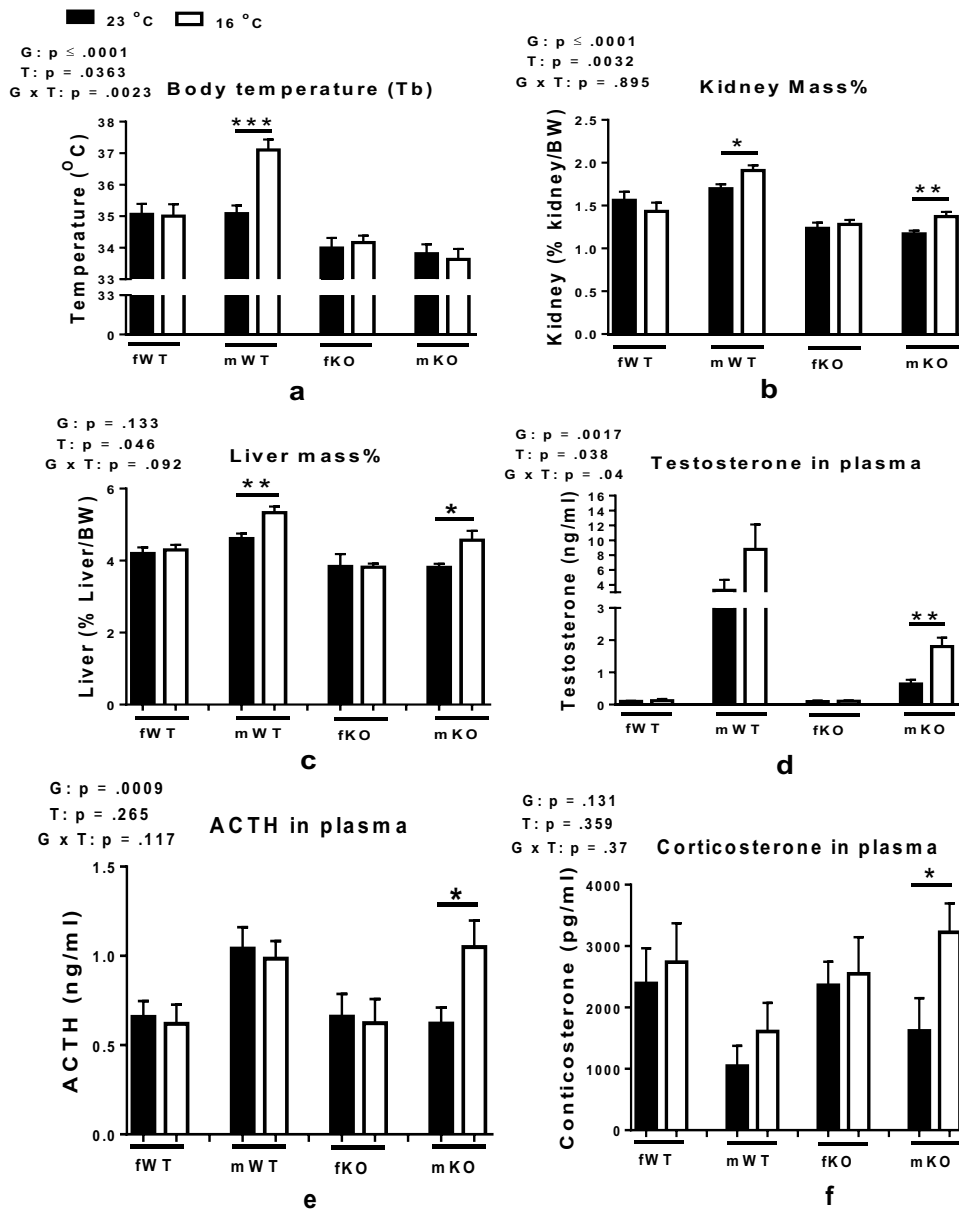 23 °C 16 °C
G: p ≤ .0001
T: p = .0363
G x T: p = .0023
Body temperature (Tb)
***
Temperature (°C)
38
37
36
35
34
33
33
0
fWT mWT fKO mKO
a
G: p ≤ .0001
T: p = .0032
G x T: p = .895
Kidney Mass%
* **
Kidney (% kidney/BW)
2.5
2.0
1.5
1.0
0.5
0.0
fWT mWT fKO mKO
b
G: p = .133
T: p = .046
G x T: p = .092
Liver mass%
** *
Liver (% Liver/BW)
6
4
2
0
fWT mWT fKO mKO
c
G: p = .0017
T: p = .038
G x T: p = .04
Testosterone in plasma
**
Testosterone (ng/ml)
16
14
12
10
8
6
4
3
2
1
0
fWT mWT fKO mKO
d
G: p = .0009
T: p = .265
G x T: p = .117
ACTH in plasma
*
ACTH (ng/ml)
1.5
1.0
0.5
0.0
fWT mWT fKO mKO
e
G: p = .131
T: p = .359
G x T: p = .37
Corticosterone in plasma
*
Conticosterone (pg/ml)
4000
3000
2000
1000
0
fWT mWT fKO mKO
f